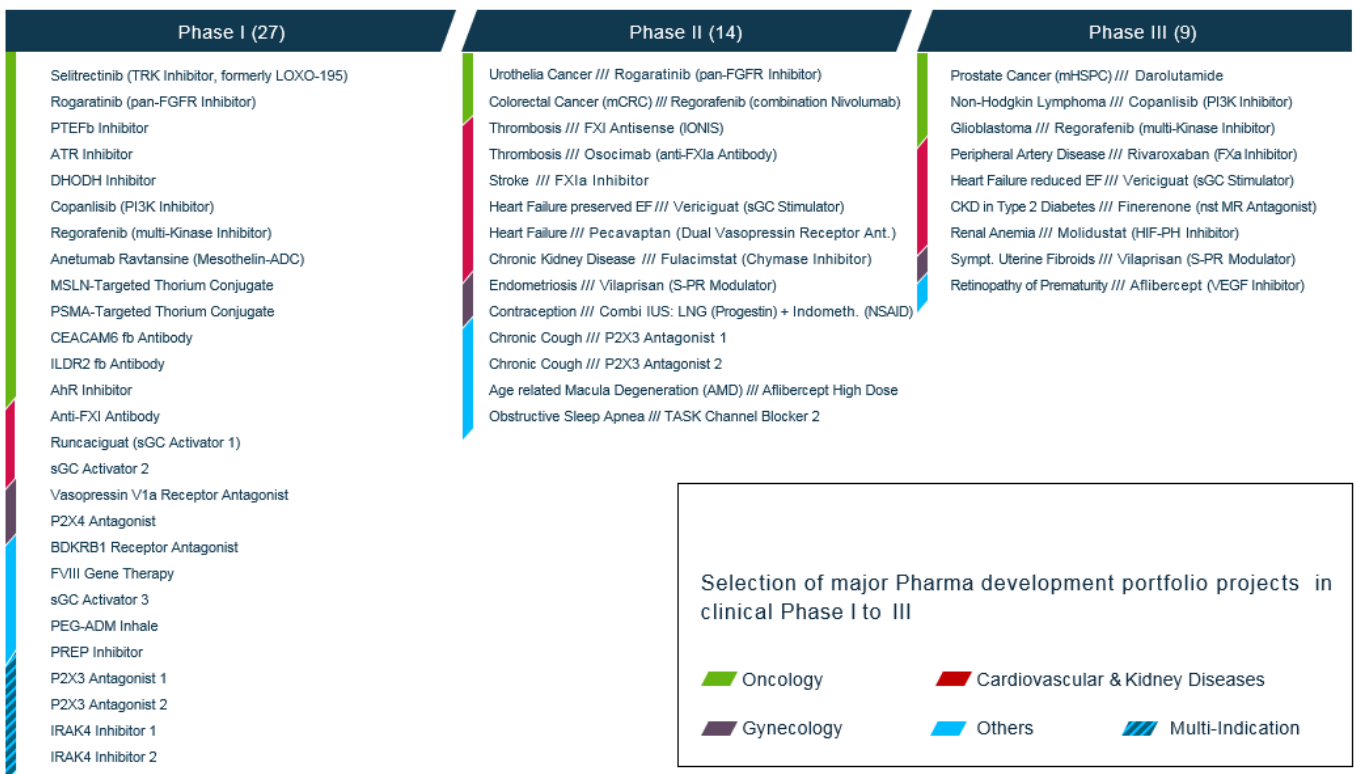 Phase I (27)
Selitrectinib (TRK Inhibitor, formerly LOXO-195)
Rogaratinib (pan-FGFR Inhibitor)
PTEFb Inhibitor
ATR Inhibitor
DHODH Inhibitor
Copanlisib (PI3K Inhibitor)
Regorafenib (multi-Kinase Inhibitor)
Anetumab Ravtansine (Mesothelin-ADC)
MSLN-Targeted Thorium Conjugate
PSMA-Targeted Thorium Conjugate
CEACAM6 fb Antibody
ILDR2 fb Antibody
AhR Inhibitor
Anti-FXI Antibody
Runcaciguat (sGC Activator 1)
sGC Activator 2
Vasopressin V1a Receptor Antagonist
P2X4 Antagonist
BDKRB1 Receptor Antagonist
FVIII Gene Therapy
sGC Activator 3
PEG-ADM Inhale
PREP Inhibitor
P2X3 Antagonist 1
P2X3 Antagonist 2
IRAK4 Inhibitor 1
IRAK4 Inhibitor 2
Phase II (14)
Urothelia Cancer /// Rogaratinib (pan-FGFR Inhibitor)
Colorectal Cancer (mCRC) /// Regorafenib (combination Nivolumab)
Thrombosis /// FXI Antisense (IONIS)
Thrombosis /// Osocimab (anti-FXIa Antibody)
Stroke /// FXIa Inhibitor
Heart Failure preserved EF /// Vericiguat (sGC Stimulator)
Heart Failure /// Pecavaptan (Dual Vasopressin Receptor Ant.)
Chronic Kidney Disease /// Fulacimstat (Chymase Inhibitor)
Endometriosis /// Vilaprisan (S-PR Modulator)
Contraception /// Combi IUS: LNG (Progestin) + Indometh. (NSAID)
Chronic Cough /// P2X3 Antagonist 1
Chronic Cough /// P2X3 Antagonist 2
Age related Macula Degeneration (AMD) /// Aflibercept High Dose
Obstructive Sleep Apnea /// TASK Channel Blocker 2
Phase III (9)
Prostate Cancer (mHSPC) /// Darolutamide
Non-Hodgkin Lymphoma /// Copanlisib (PI3K Inhibitor)
Glioblastoma /// Regorafenib (multi-Kinase Inhibitor)
Peripheral Artery Disease /// Rivaroxaban (FXa Inhibitor)
Heart Failure reduced EF /// Vericiguat (sGC Stimulator)
CKD in Type 2 Diabetes /// Finerenone (nst MR Antagonist)
Renal Anemia /// Molidustat (HIF-PH Inhibitor)
Sympt. Uterine Fibroids /// Vilaprisan (S-PR Modulator)
Retinopathy of Prematurity /// Aflibercept (VEGF Inhibitor)
Selection of major Pharma development portfolio projects in
clinical Phase I to III
Oncology
Cardiovascular & Kidney Diseases
Gynecology
Others
Multi-Indication